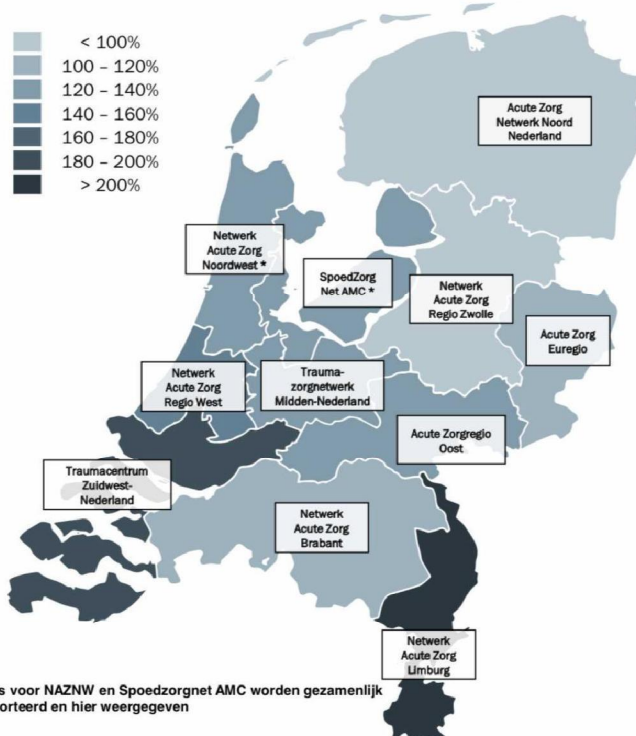 < 100%
100 – 120%
120 – 140%
140 – 160%
160 – 180%
180 – 200%
> 200%
Acute Zorg
Netwerk Noord
Nederland
Netwerk
Acute Zorg
Noordwest *
SpoedZorg
Net AMC *
Netwerk
Acute Zorg
Regio Zwolle
Acute Zorg
Euregio
Netwerk
Acute Zorg
Regio West
Trauma-
zorgnetwerk
Midden-Nederland
Acute Zorgregio
Oost
Traumacentrum
Zuidwest-
Nederland
Netwerk
Acute Zorg
Brabant
Netwerk
Acute Zorg
Limburg
s voor NAZNW en Spoedzorgnet AMC worden gezamenlijk
orteerd en hier weergegeven